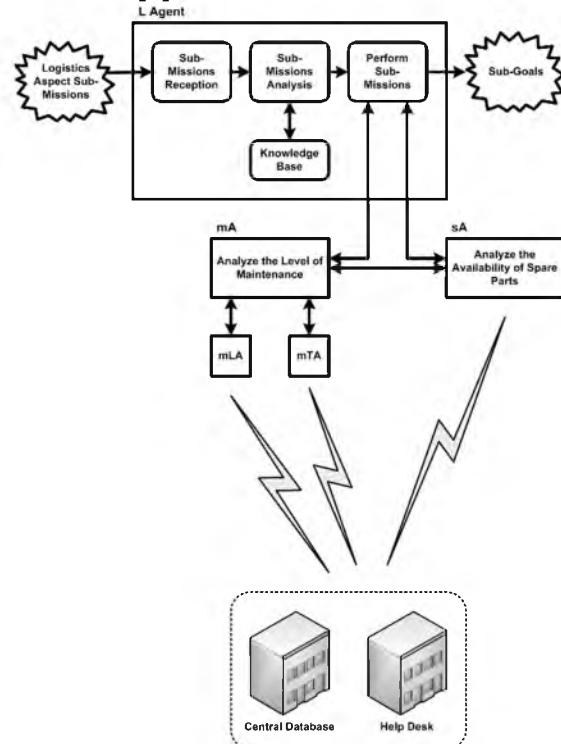 L Agent
Logistics
Aspect Sub-
Missions
Sub-
Missions
Reception
Sub-
Missions
Analysis
Perform
Sub-
Missions
Sub-Goals
Knowledge
Base
mA
sA
Analyze the Level of
Maintenance
Analyze the
Availability of Spare
Parts
mLA
mTA
Central Database
Help Desk